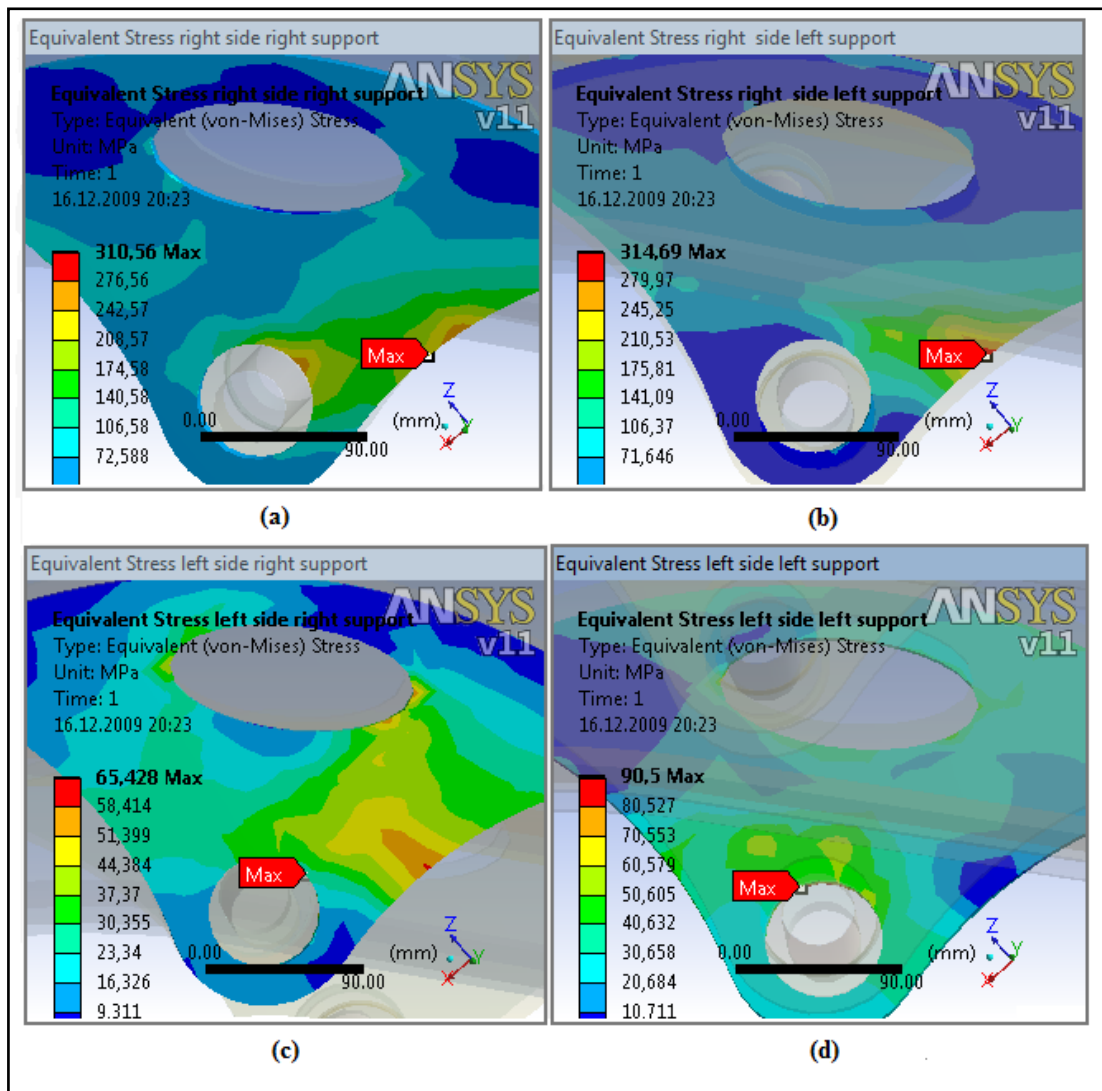 Equivalent Stress right side right support
ANSYS
v11
Equivalent Stress right side right support
Type: Equivalent (von-Mises) Stress
Unit: MPa
Time: 1
16.12.2009 20:23
310,56 Max
276,56
242,57
208,57
174,58
140,58
106,58
72,588
Max
0.00
(mm)
90.00
Z
Y
X
(a)
Equivalent Stress right  side left support
ANSYS
v11
Equivalent Stress right  side left support
Type: Equivalent (von-Mises) Stress
Unit: MPa
Time: 1
16.12.2009 20:23
314,69 Max
279,97
245,25
210,53
175,81
141,09
106,37
71,646
Max
0.00
(mm)
90.00
Z
Y
X
(b)
Equivalent Stress left side right support
ANSYS
v11
Equivalent Stress left side right support
Type: Equivalent (von-Mises) Stress
Unit: MPa
Time: 1
16.12.2009 20:23
65,428 Max
58,414
51,399
44,384
37,37
30,355
23,34
16,326
9.311
Max
0.00
(mm)
90.00
Z
Y
X
(c)
Equivalent Stress left side left support
ANSYS
v11
Equivalent Stress left side left support
Type: Equivalent (von-Mises) Stress
Unit: MPa
Time: 1
16.12.2009 20:23
90,5 Max
80,527
70,553
60,579
50,605
40,632
30,658
20,684
10.711
Max
0.00
(mm)
90.00
Z
Y
X
(d)